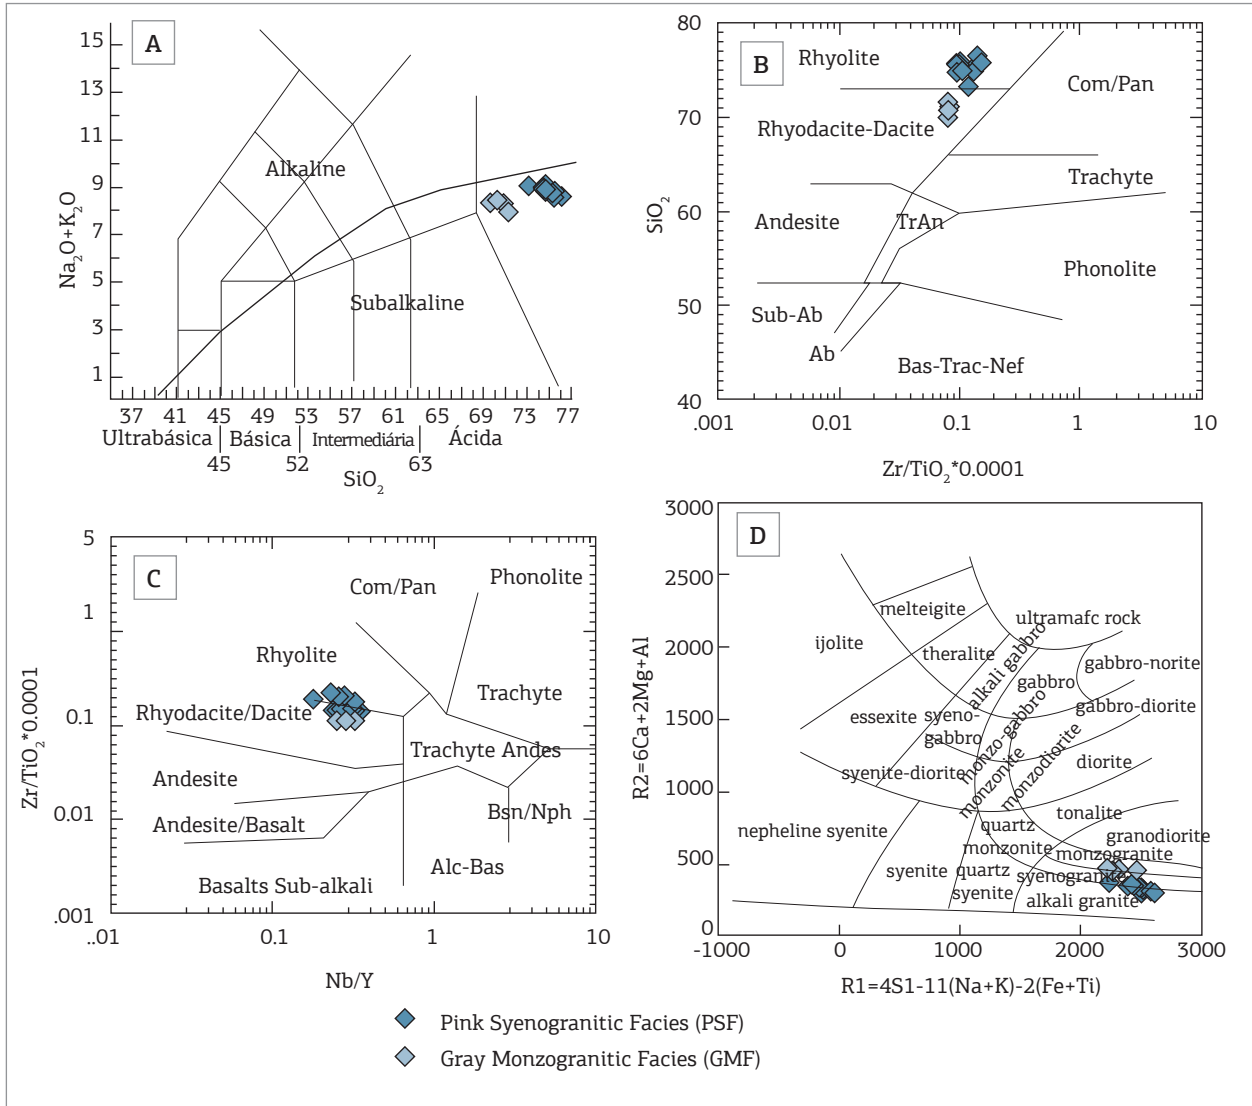 A
15
13
11
9
7
5
3
1
Na₂O+K₂O
Alkaline
Subalkaline
37 41 45 49 53 57 61 65 69 73 77
Ultrabásica Básica Intermediária Ácida
45 52 63
SiO₂
B
80
70
60
50
40
SiO₂
Rhyolite
Com/Pan
Rhyodacite-Dacite
Trachyte
Andesite
TrAn
Phonolite
Sub-Ab
Ab
Bas-Trac-Nef
.001 0.01 0.1 1 10
Zr/TiO₂*0.0001
C
5
1
0.1
0.01
.001
Zr/TiO₂*0.0001
Com/Pan
Phonolite
Rhyolite
Trachyte
Rhyodacite/Dacite
Trachyte Andes
Andesite
Andesite/Basalt
Bsn/Nph
Alc-Bas
Basalts Sub-alkali
..01 0.1 1 10
Nb/Y
D
3000
2500
2000
1500
1000
500
0
R2=6Ca+2Mg+Al
melteigite
ultramafc rock
ijolite
theralite
alkali gabbro
gabbro-norite
gabbro
gabbro-diorite
essexite
syeno-
gabbro
monzo-gabbro
syenite-diorite
monzonite
monzodiorite
diorite
tonalite
nepheline syenite
quartz
monzonite
granodiorite
monzogranite
syenite
quartz
syenite
syenogranite
alkali granite
-1000 0 1000 2000 3000
R1=4S1-11(Na+K)-2(Fe+Ti)
Pink Syenogranitic Facies (PSF)
Gray Monzogranitic Facies (GMF)